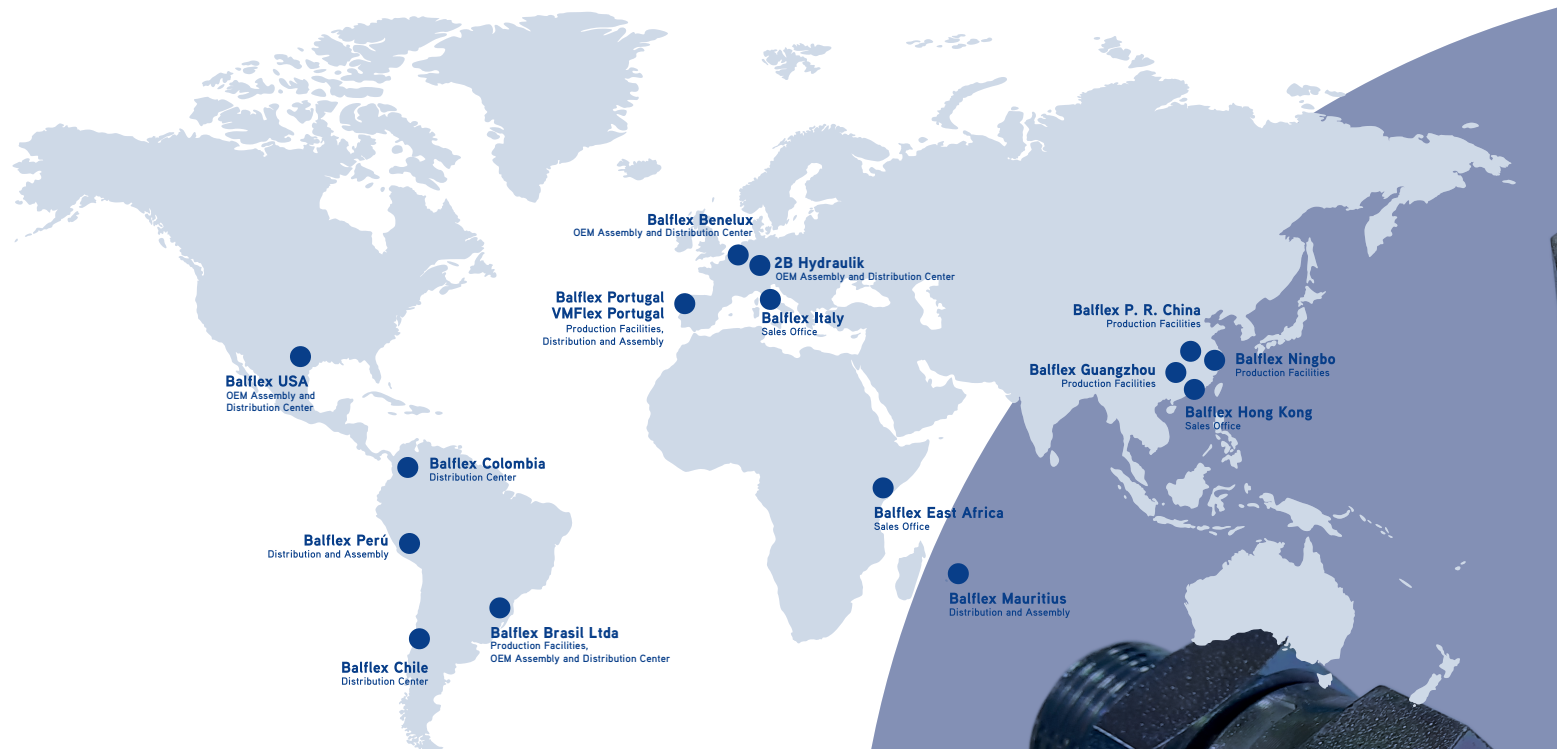 Balflex Benelux
OEM Assembly and Distribution Center
2B Hydraulik
OEM Assembly and Distribution Center
Balflex Portugal
VMFlex Portugal
Production Facilities,
Distribution and Assembly
Balflex Italy
Sales Office
Balflex P. R. China
Production Facilities
Balflex Ningbo
Production Facilities
Balflex Guangzhou
Production Facilities
Balflex Hong Kong
Sales Office
Balflex USA
OEM Assembly and
Distribution Center
Balflex Colombia
Distribution Center
Balflex East Africa
Sales Office
Balflex Perú
Distribution and Assembly
Balflex Mauritius
Distribution and Assembly
Balflex Brasil Ltda
Production Facilities,
OEM Assembly and Distribution Center
Balflex Chile
Distribution Center